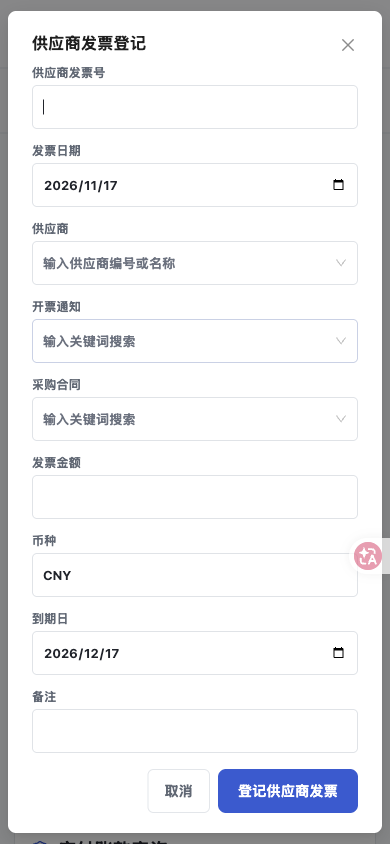 供应商发票登记
供应商发票号
发票日期
2026/11/17
供应商
输入供应商编号或名称
开票通知
输入关键词搜索
采购合同
输入关键词搜索
发票金额
币种
CNY
到期日
2026/12/17
备注
取消
登记供应商发票